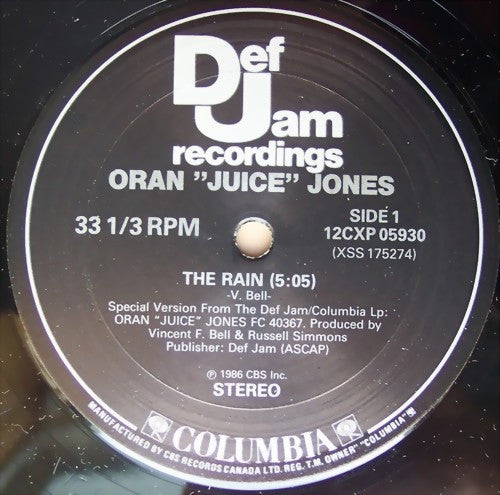 Def
Jam
recordings
ORAN "JUICE" JONES
33 1/3 RPM
SIDE 1
12CXP 05930
(XSS 175274)
THE RAIN (5:05)
-V. Bell-
Special Version From The Def Jam/Columbia Lp:
ORAN "JUICE" JONES FC 40367. Produced by
Vincent F. Bell & Russell Simmons
Publisher: Def Jam (ASCAP)
℗ 1986 CBS Inc.
STEREO
COLUMBIA
MANUFACTURED BY CBS RECORDS CANADA LTD. REG. T.M. OWNER "COLUMBIA"